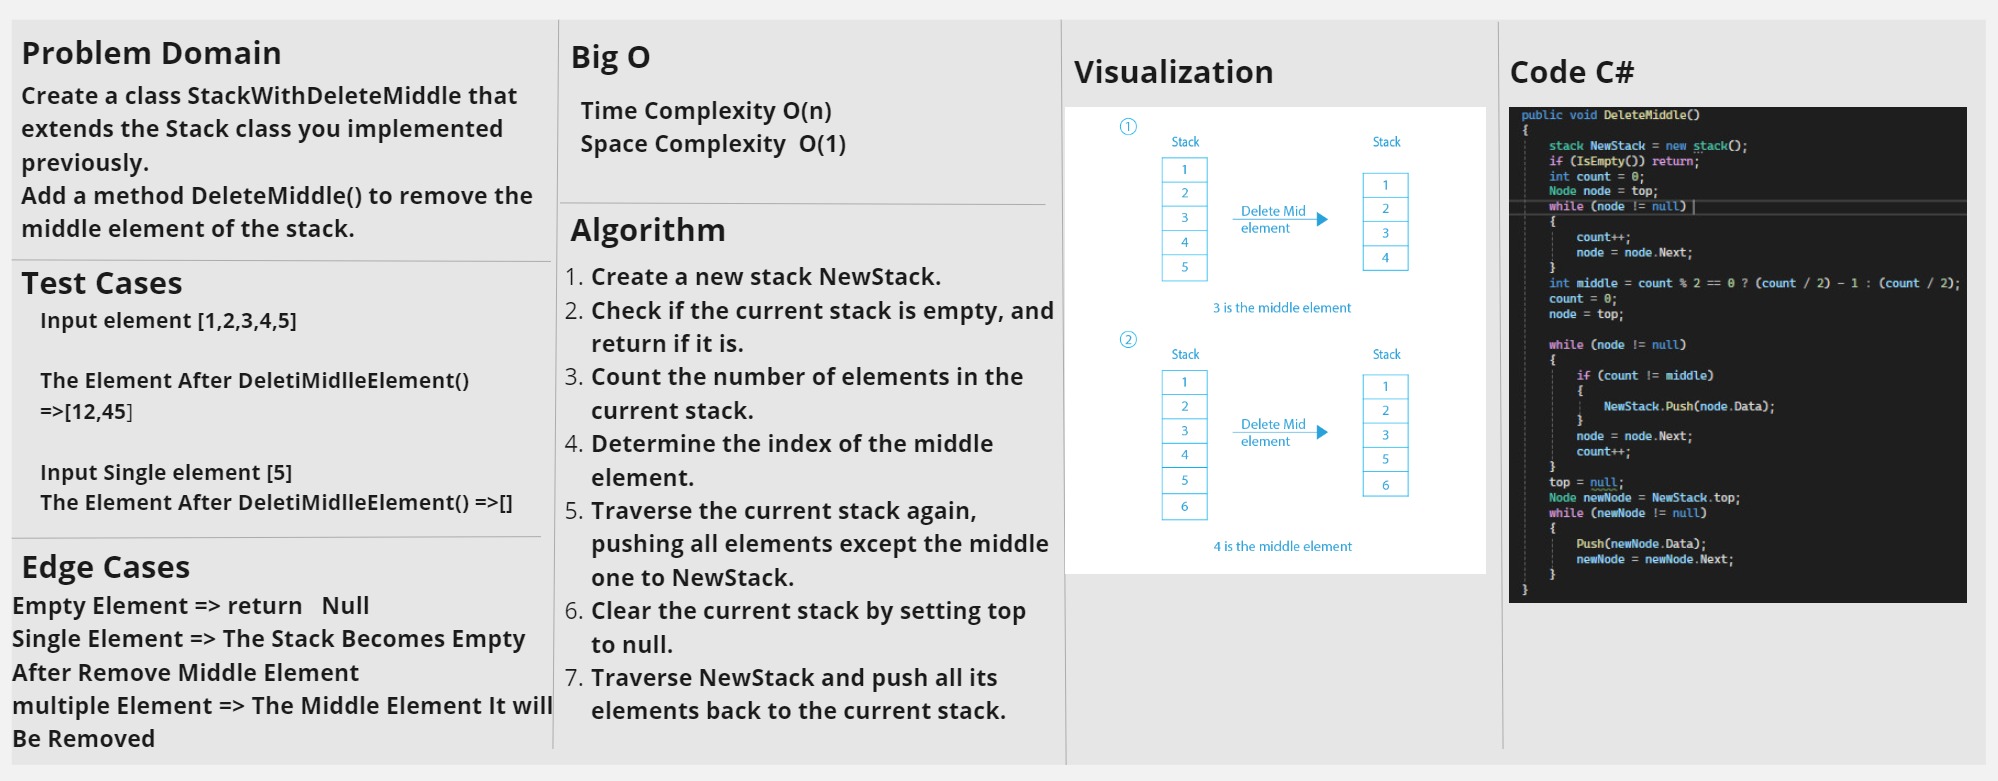 Problem Domain
Create a class StackWithDeleteMiddle that
extends the Stack class you implemented
previously.
Add a method DeleteMiddle() to remove the
middle element of the stack.
Test Cases
Input element [1,2,3,4,5]
The Element After DeletiMidlleElement()
=>[12,45]
Input Single element [5]
The Element After DeletiMidlleElement() =>[]
Edge Cases
Empty Element => return Null
Single Element => The Stack Becomes Empty
After Remove Middle Element
multiple Element => The Middle Element It will
Be Removed
Big O
Time Complexity O(n)
Space Complexity O(1)
Algorithm
1. Create a new stack NewStack.
2. Check if the current stack is empty, and
return if it is.
3. Count the number of elements in the
current stack.
4. Determine the index of the middle
element.
5. Traverse the current stack again,
pushing all elements except the middle
one to NewStack.
6. Clear the current stack by setting top
to null.
7. Traverse NewStack and push all its
elements back to the current stack.
Visualization
1
Stack
1
2
3
4
5
Delete Mid
element
Stack
1
2
3
4
3 is the middle element
2
Stack
1
2
3
4
5
6
Delete Mid
element
Stack
1
2
3
5
6
4 is the middle element
Code C#
public void DeleteMiddle()
{
stack NewStack = new stack();
if (IsEmpty()) return;
int count = 0;
Node node = top;
while (node != null)
{
count++;
node = node.Next;
}
int middle = count % 2 == 0 ? (count / 2) - 1 : (count / 2);
count = 0;
node = top;
while (node != null)
{
if (count != middle)
{
NewStack.Push(node.Data);
}
node = node.Next;
count++;
}
top = null;
Node newNode = NewStack.top;
while (newNode != null)
{
Push(newNode.Data);
newNode = newNode.Next;
}
}